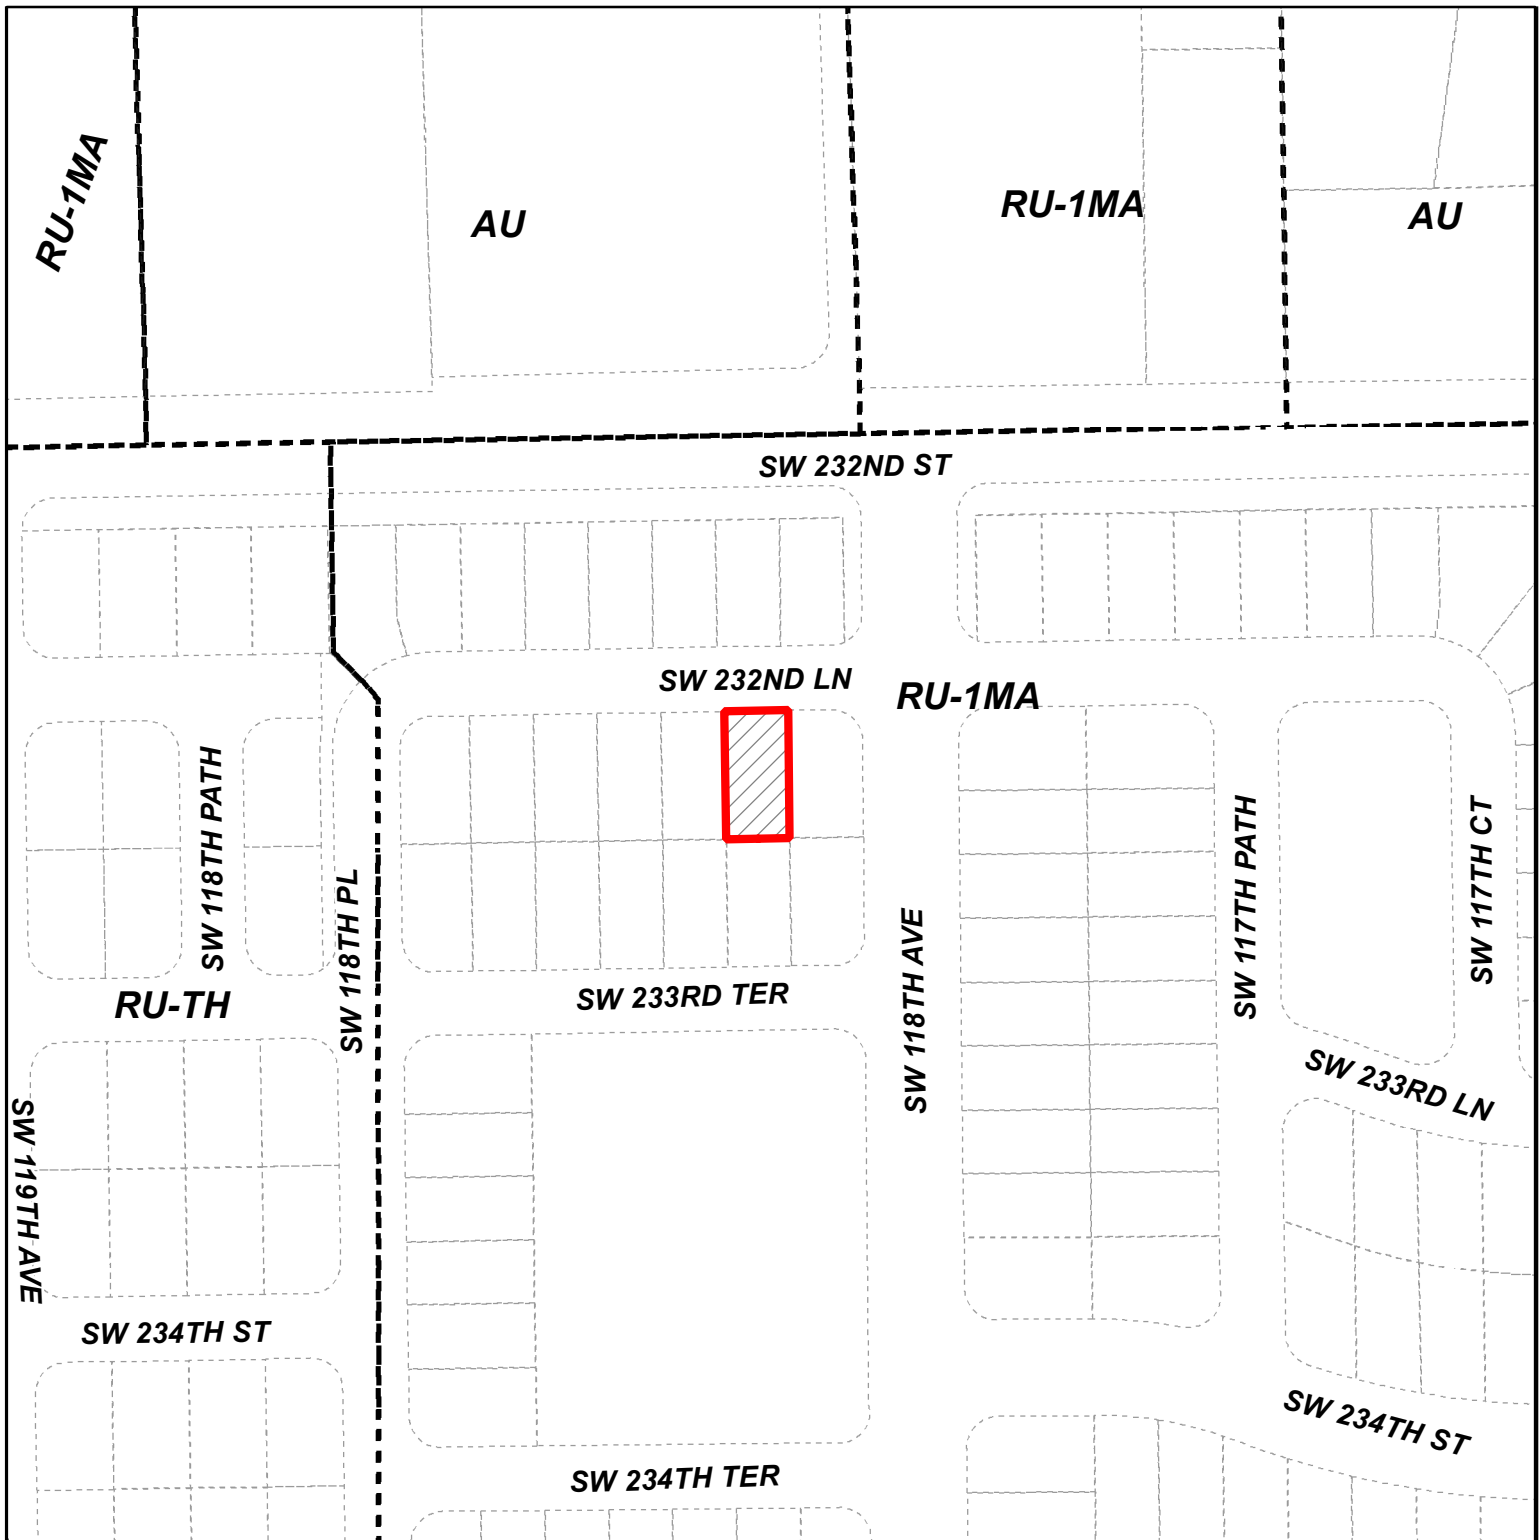 RU-1MA
AU
RU-1MA
AU
SW 232ND ST
SW 232ND LN
RU-1MA
SW 118TH PATH
SW 118TH PL
SW 118TH AVE
SW 117TH PATH
SW 117TH CT
RU-TH
SW 233RD TER
SW 233RD LN
SW 119TH AVE
SW 234TH ST
SW 234TH ST
SW 234TH TER